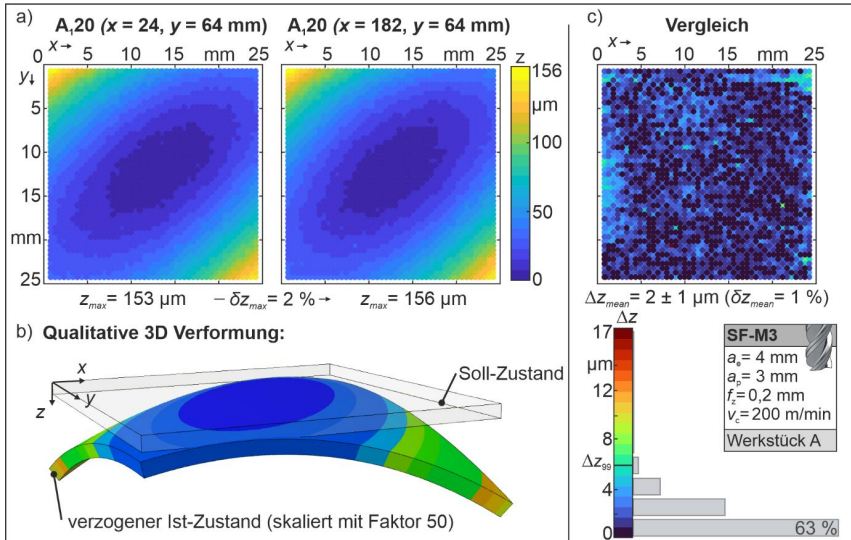 a)
A₁20 (x = 24, y = 64 mm)
A₁20 (x = 182, y = 64 mm)
0 x→ 5 10 15 mm 25
x→ 5 10 15 mm 25
y↓
5
10
15
mm
25
z
156
µm
100
50
0
z_max = 153 µm – δz_max = 2 % → z_max = 156 µm
b) Qualitative 3D Verformung:
x
y
z
Soll-Zustand
verzogener Ist-Zustand (skaliert mit Faktor 50)
c) Vergleich
0 x→ 5 10 15 mm 25
Δz_mean = 2 ± 1 µm (δz_mean = 1 %)
Δz
17
µm
12
8
Δz₉₉
4
0
63 %
SF-M3
aₑ = 4 mm
aₚ = 3 mm
f_z = 0,2 mm
v_c = 200 m/min
Werkstück A